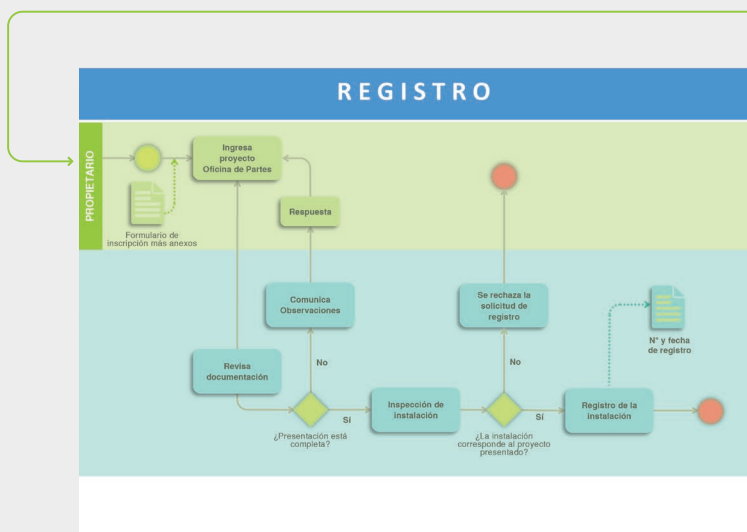 REGISTRO
PROPIETARIO
Ingresa
proyecto
Oficina de Partes
Formulario de
inscripción más anexos
Respuesta
Comunica
Observaciones
Se rechaza la
solicitud de
registro
N° y fecha
de registro
No
No
Revisa
documentación
Inspección de
instalación
Registro de la
instalación
Sí
Sí
¿Presentación está
completa?
¿La instalación
corresponde al proyecto
presentado?